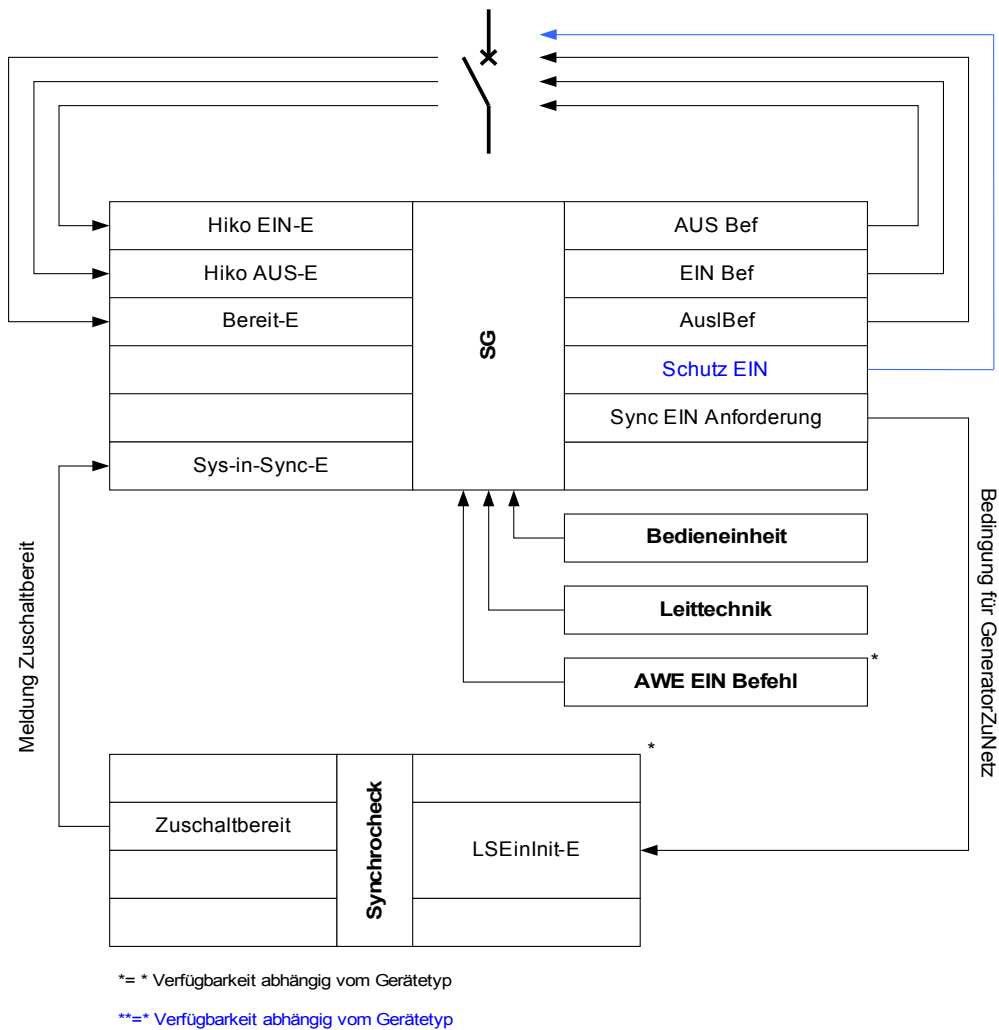 Hiko EIN-E
AUS Bef
Hiko AUS-E
EIN Bef
Bereit-E
SG
AuslBef
Schutz EIN
Sync EIN Anforderung
Sys-in-Sync-E
Bedieneinheit
Leittechnik
AWE EIN Befehl
*
Meldung Zuschaltbereit
Bedingung für GeneratorZuNetz
*
Zuschaltbereit
Synchrocheck
LSEinInit-E
*= * Verfügbarkeit abhängig vom Gerätetyp
**=* Verfügbarkeit abhängig vom Gerätetyp